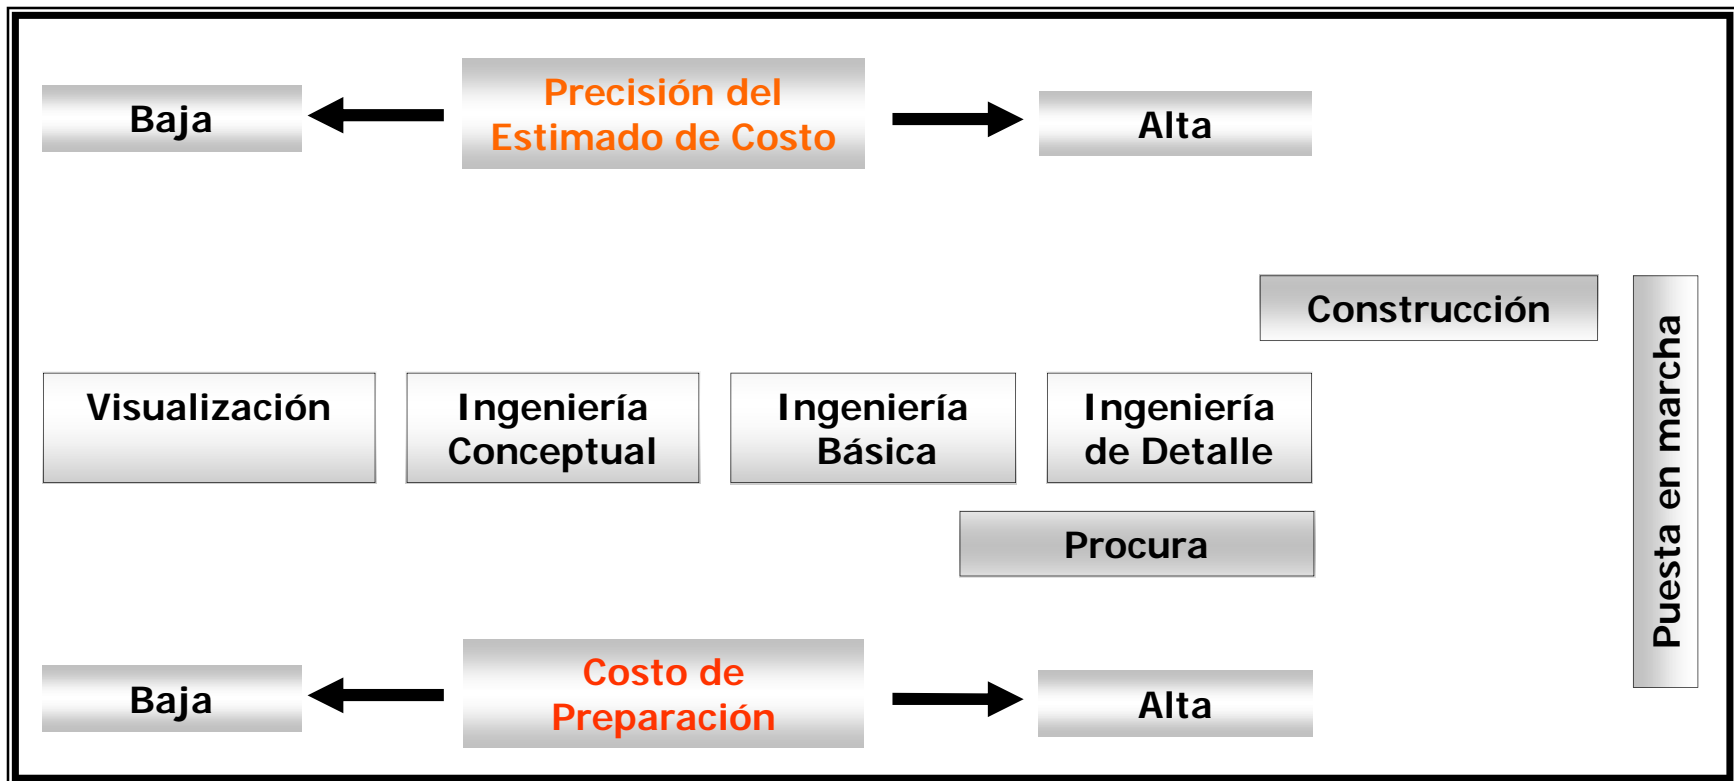 Baja
Precisión del
Estimado de Costo
Alta
Construcción
Puesta en marcha
Visualización
Ingeniería
Conceptual
Ingeniería
Básica
Ingeniería
de Detalle
Procura
Baja
Costo de
Preparación
Alta